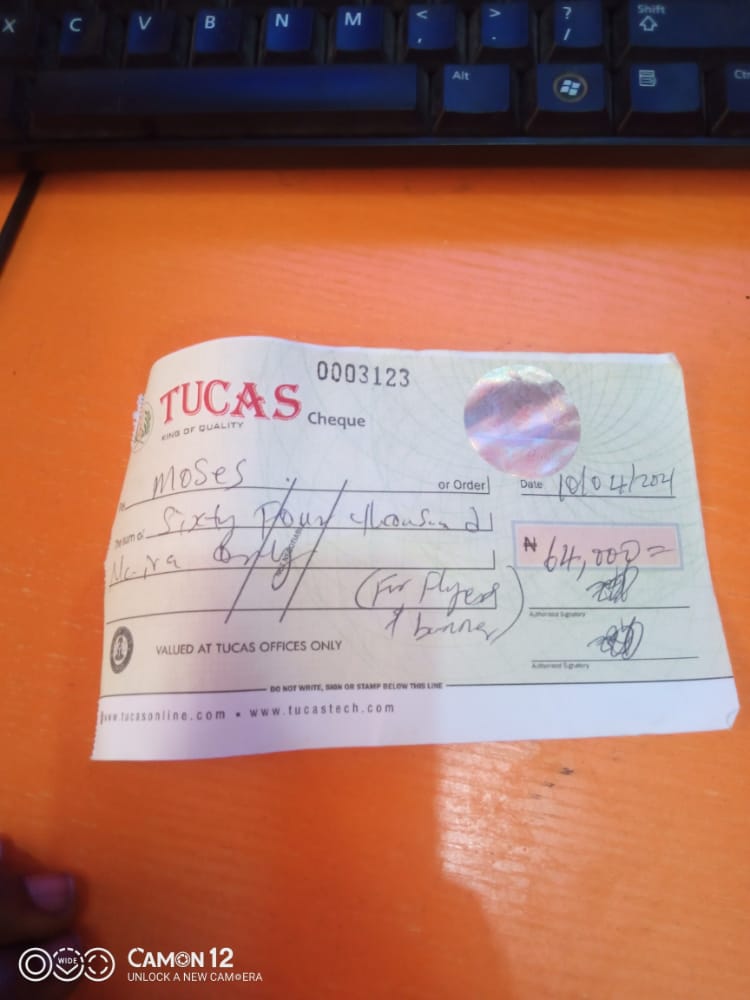 X C V B N M < , > . ? / Shift
Alt Ctr
0003123
TUCAS Cheque
KING OF QUALITY
Moses or Order
Date 10/04/2021
The sum of Sixty Four thousand
Naira Only
₦ 64,000=
(For Flyers
& banner)
Authorised Signatory
VALUED AT TUCAS OFFICES ONLY
Authorised Signatory
DO NOT WRITE, SIGN OR STAMP BELOW THIS LINE
www.tucasonline.com • www.tucastech.com
WIDE
CAMON 12
UNLOCK A NEW CAMERA